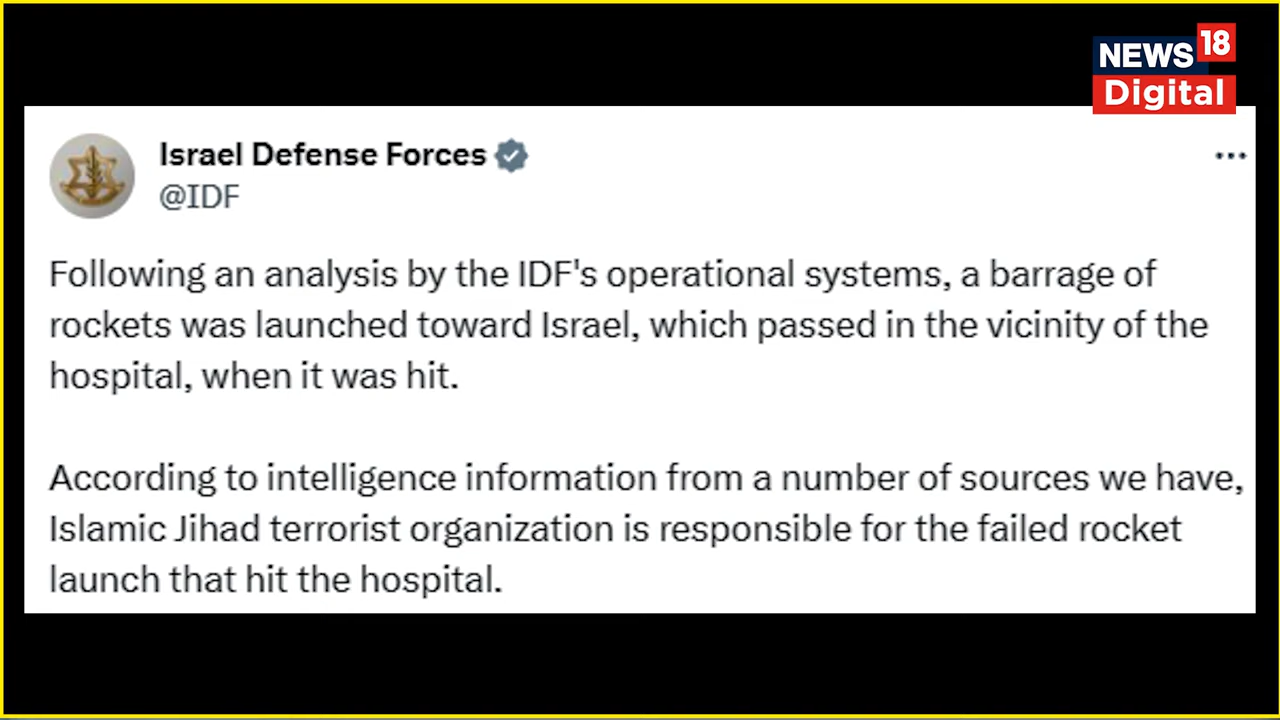 NEWS 18
Digital
Israel Defense Forces
@IDF
Following an analysis by the IDF's operational systems, a barrage of
rockets was launched toward Israel, which passed in the vicinity of the
hospital, when it was hit.
According to intelligence information from a number of sources we have,
Islamic Jihad terrorist organization is responsible for the failed rocket
launch that hit the hospital.